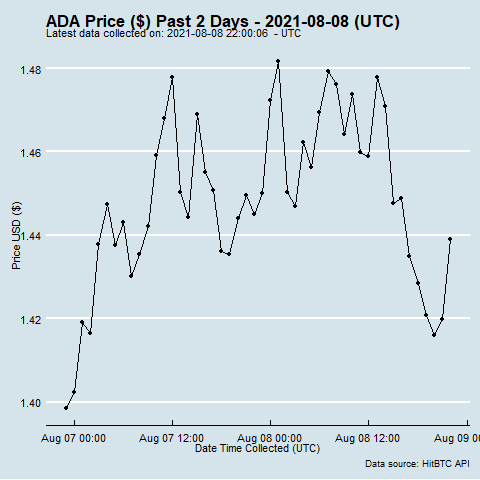 ADA Price ($) Past 2 Days - 2021-08-08 (UTC)
Latest data collected on: 2021-08-08 22:00:06 - UTC
1.48
1.46
1.44
1.42
1.40
Price USD ($)
Aug 07 00:00
Aug 07 12:00
Aug 08 00:00
Aug 08 12:00
Aug 09 00
Date Time Collected (UTC)
Data source: HitBTC API